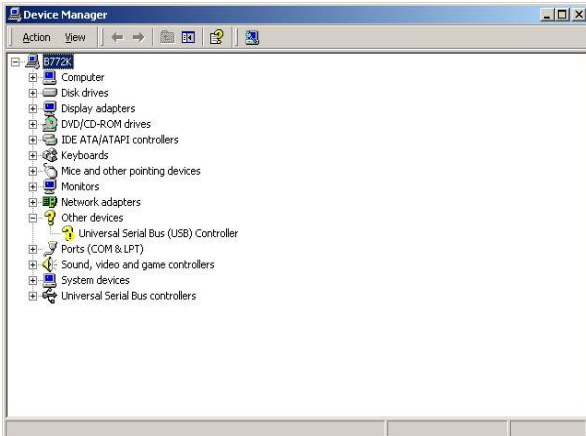 Device Manager
Action View
B772K
Computer
Disk drives
Display adapters
DVD/CD-ROM drives
IDE ATA/ATAPI controllers
Keyboards
Mice and other pointing devices
Monitors
Network adapters
Other devices
Universal Serial Bus (USB) Controller
Ports (COM & LPT)
Sound, video and game controllers
System devices
Universal Serial Bus controllers